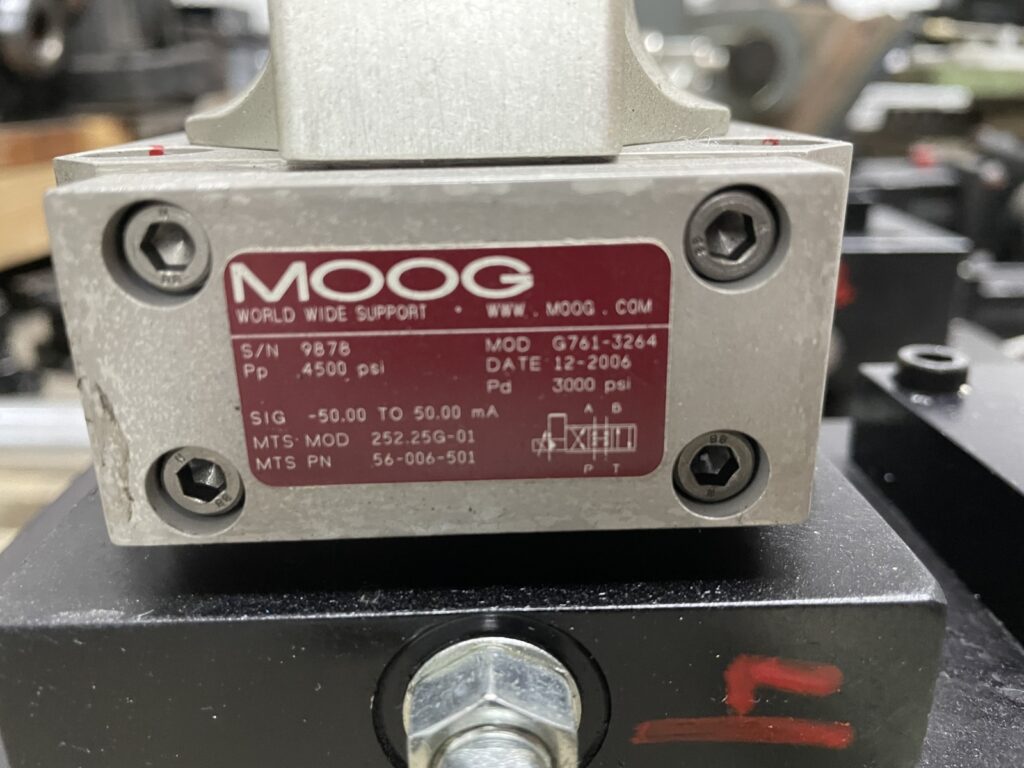 MOOG
WORLD WIDE SUPPORT • WWW.MOOG.COM
S/N 9878 MOD G761-3264
Pp 4500 psi DATE 12-2006
Pd 3000 psi
SIG -50.00 TO 50.00 mA
MTS MOD 252.25G-01
MTS PN 56-006-501
A B
P T